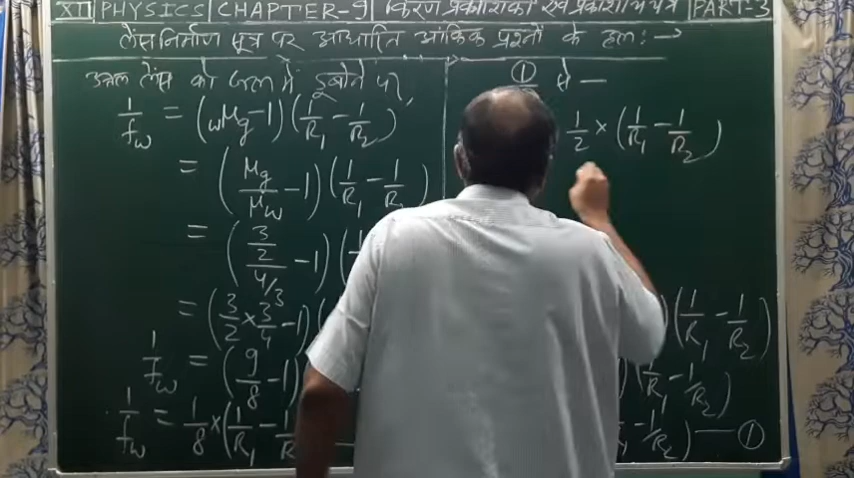 XII | PHYSICS | CHAPTER-9 | किरण प्रकाशिकी एवं प्रकाशीय यंत्र | PART-3
लेंस निर्माण सूत्र पर आधारित आंकिक प्रश्नों के हल:- →
उत्तल लेंस को जल में डूबोने पर,
1/f_w = (_wμ_g - 1)(1/R_1 - 1/R_2)
= (μ_g/μ_w - 1)(1/R_1 - 1/R
= ((3/2)/(4/3) - 1)(
= (3/2 × 3/4 - 1)(
1/f_w = (9/8 - 1)
1/f_w = 1/8 × (1/R_1 - 1/R
① से —
1/2 × (1/R_1 - 1/R_2)
(1/R_1 - 1/R_2)
)(1/R_1 - 1/R_2)
- 1/R_2) — ①